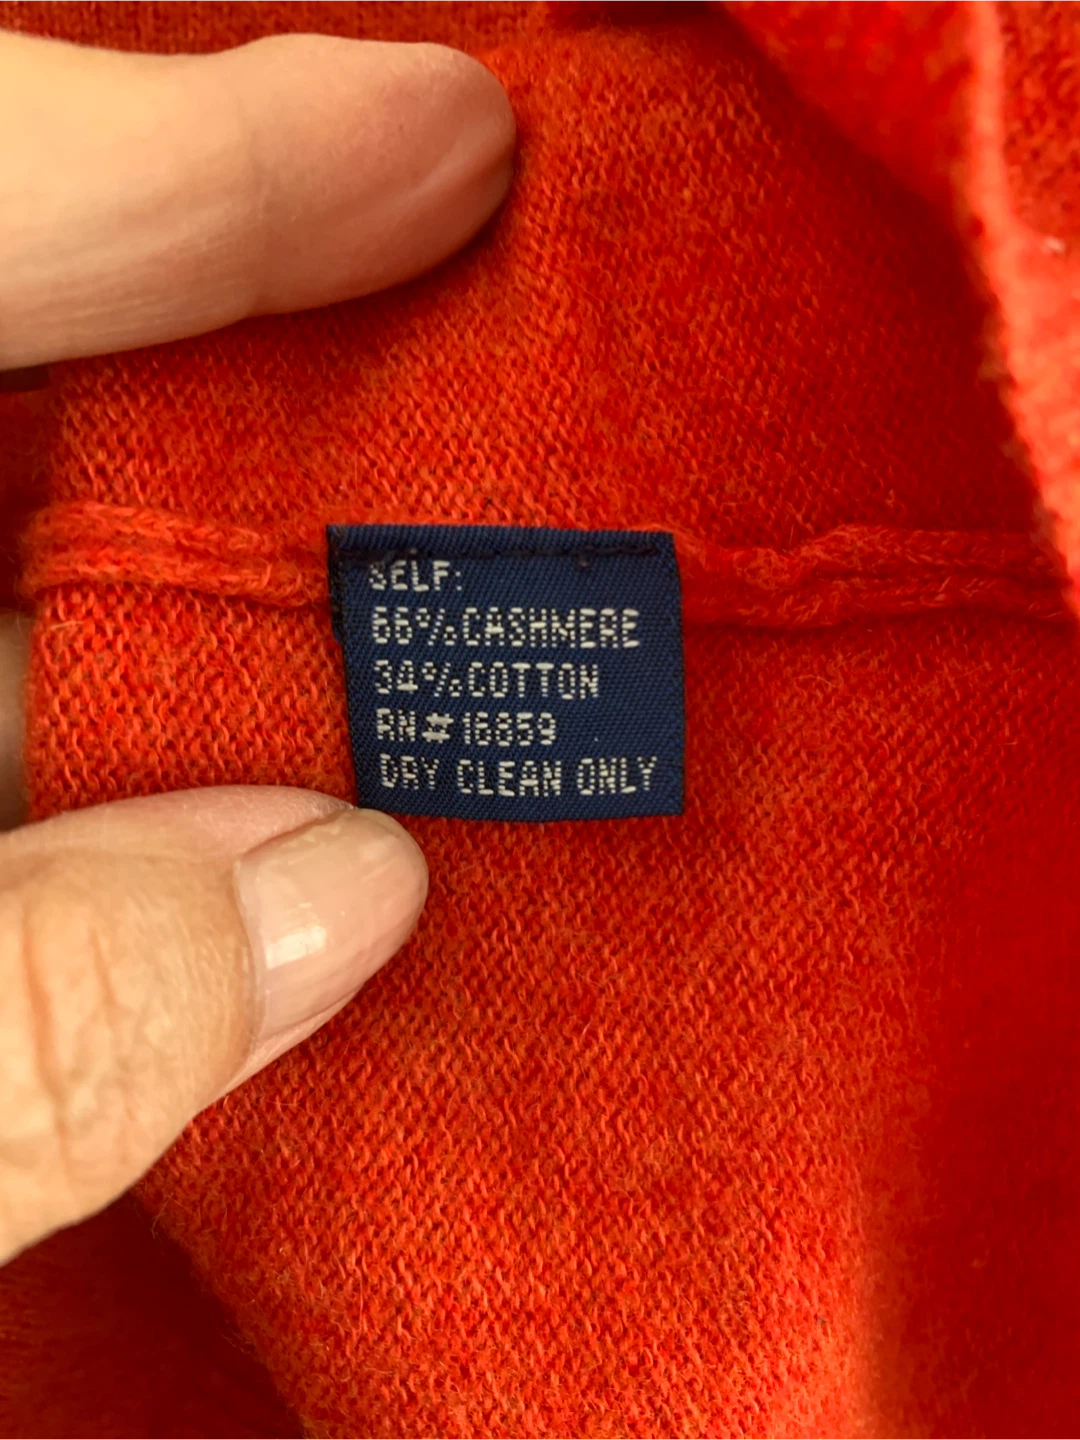 SELF:
66% CASHMERE
34% COTTON
RN # 16859
DRY CLEAN ONLY